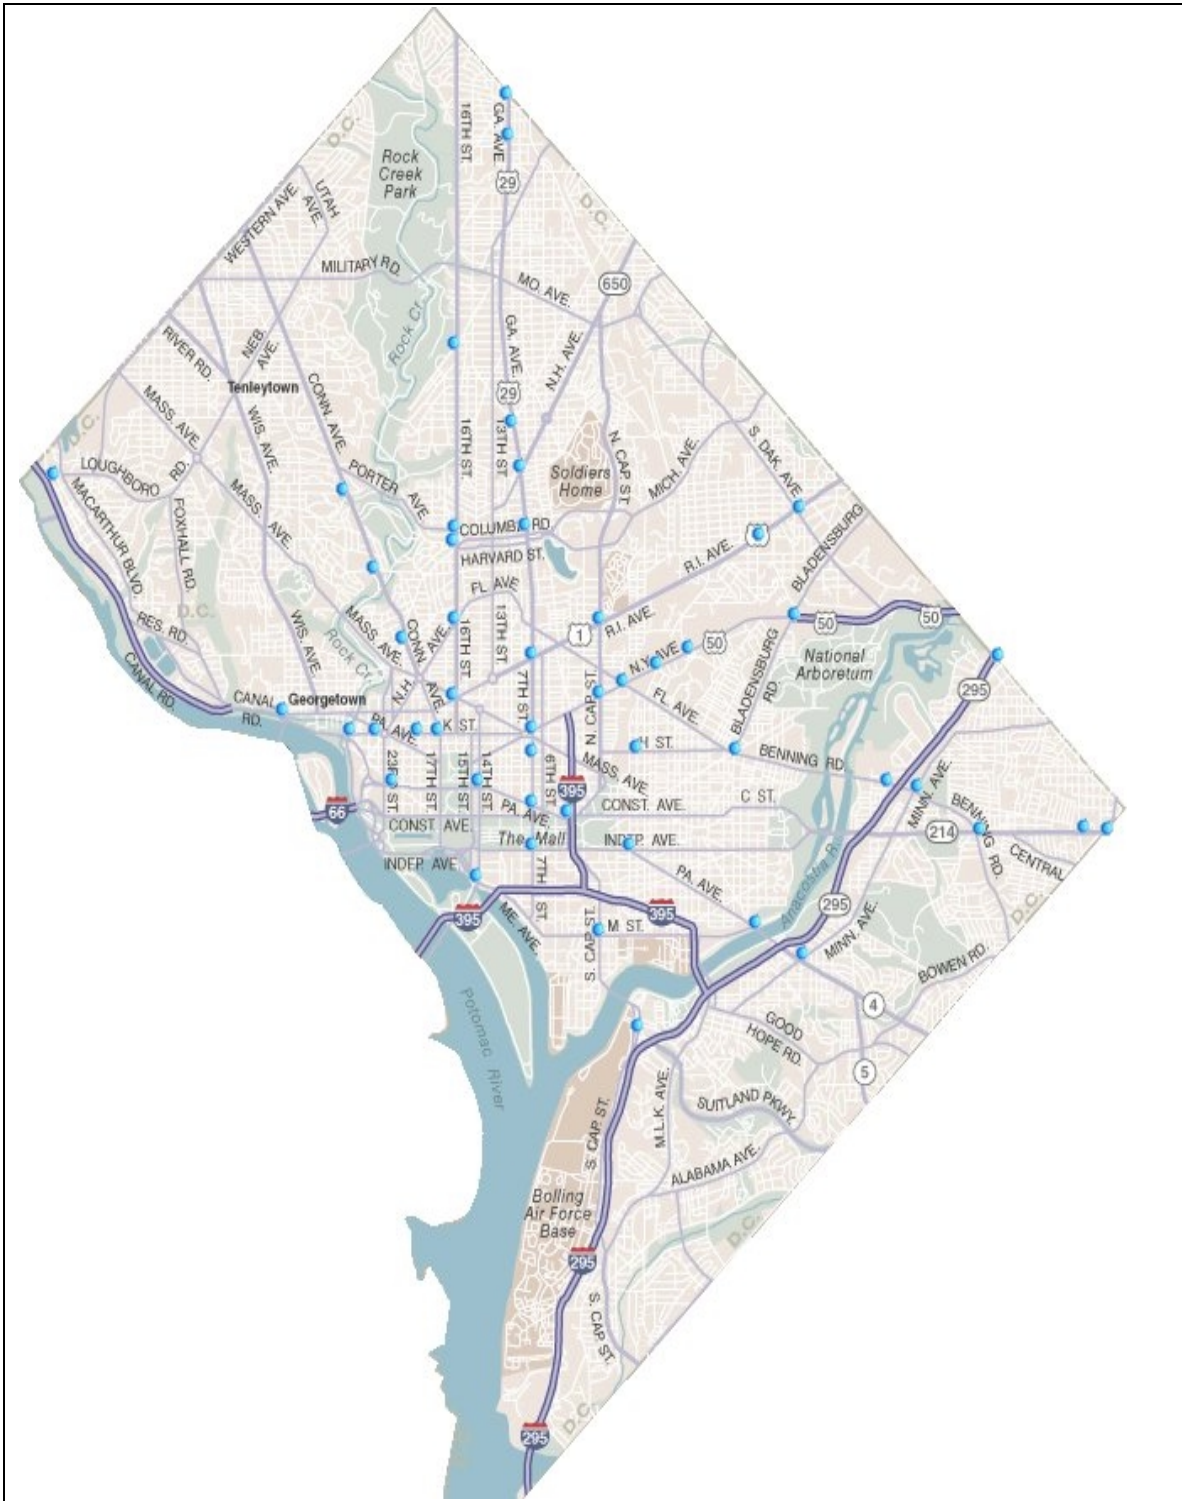 16TH ST.
GA. AVE.
D.C.
Rock
Creek
Park
29
UTAH
AVE.
WESTERN AVE.
D.C.
MILITARY RD.
MO. AVE.
650
Rock Cr.
GA. AVE.
N.H. AVE.
RIVER RD.
NEB.
AVE.
Tenleytown
CONN. AVE.
29
MASS. AVE.
WIS. AVE.
16TH ST.
13TH ST
N. CAP. ST.
S. DAK. AVE.
D.C.
LOUGHBORO
RD.
PORTER
AVE
Soldiers
Home
MICH. AVE.
MACARTHUR BLVD.
FOXHALL RD.
MASS. AVE.
RD.
HARVARD ST.
R.I. AVE.
BLADENSBURG
FL AVE
D.C.
RES. RD.
WIS. AVE.
Rock Cr.
MASS. AVE.
CONN
AVE.
AVE.
16TH ST.
13TH ST.
1
R.I. AVE.
50
50
50
N.Y. AVE
BLADENSBURG
RD
National
Arboretum
CANAL RD.
CANAL
RD.
Georgetown
N.H.
7TH ST.
N. CAP. ST.
FL. AVE.
295
PA. AVE.
K ST.
H ST.
BENNING RD.
MASS. AVE
17TH ST.
15TH ST.
14TH ST.
6TH ST.
395
66
PA. AVE.
CONST. AVE.
C ST.
MINN. AVE.
BENNING
RD.
CONST. AVE.
The Mall
INDEP. AVE.
214
CENTRAL
INDEP. AVE.
7TH
ST.
PA. AVE.
Anacostia R.
295
D.C.
395
ME. AVE.
S. CAP. ST.
M ST.
395
MINN. AVE.
BOWEN RD.
Potomac River
GOOD
HOPE RD.
4
5
M.L.K. AVE.
SUITLAND PKWY.
S. CAP. ST.
ALABAMA AVE.
Bolling
Air Force
Base
D.C.
295
S. CAP. ST.
D.C.
295